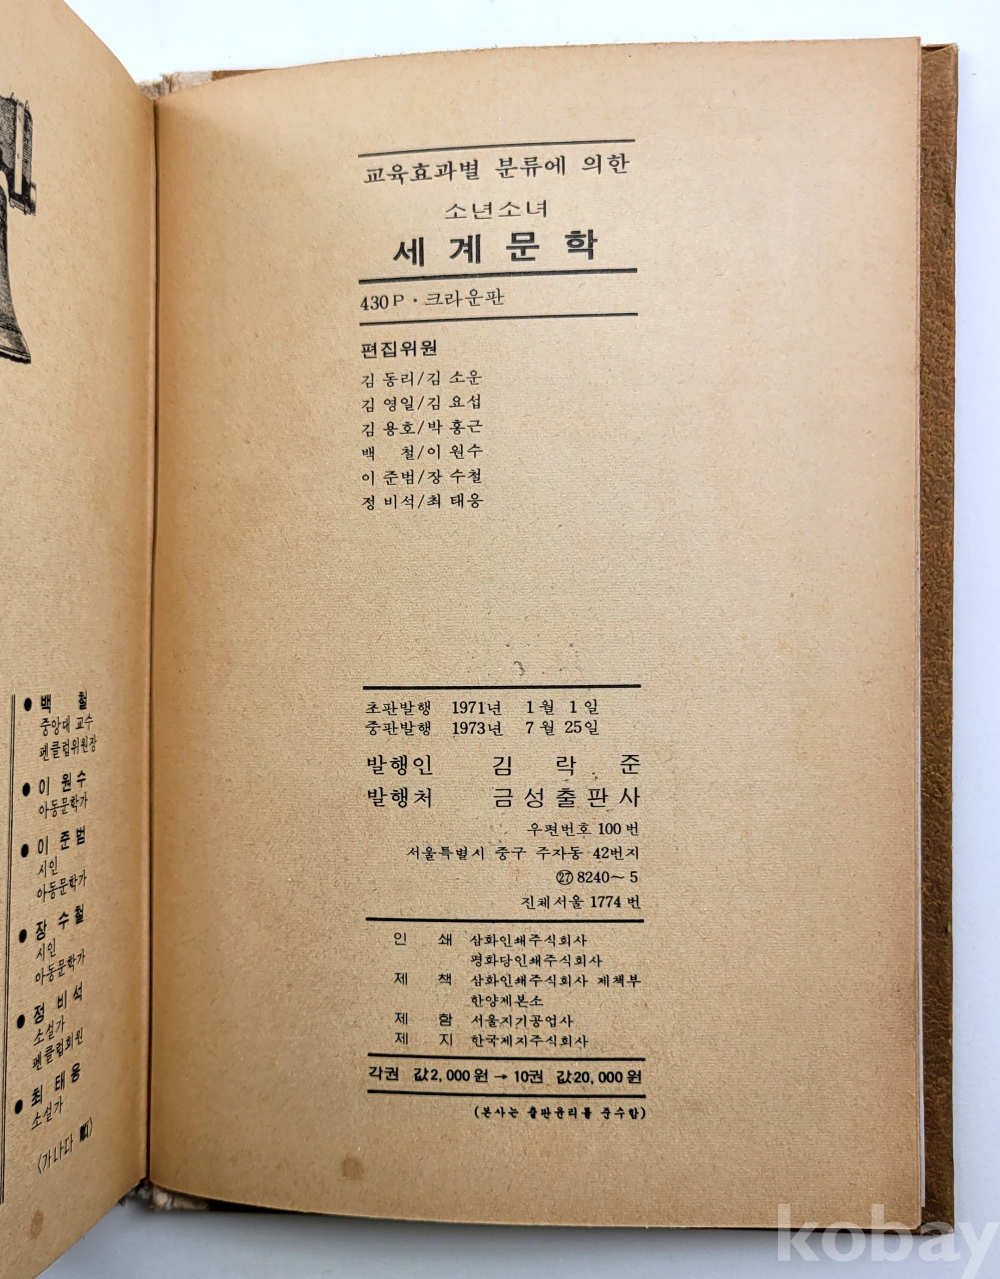 ● 백 철
중앙대 교수
펜클럽위원장
● 이 원수
아동문학가
● 이 준범
시인
아동문학가
● 장 수철
시인
아동문학가
● 정 비석
소설가
펜클럽회원
● 최 태응
소설가
〈가나다 順〉
교육효과별 분류에 의한
소년소녀
세계문학
430P · 크라운판
편집위원
김 동리/김 소운
김 영일/김 요섭
김 용호/박 홍근
백 철/이 원수
이 준범/장 수철
정 비석/최 태응
3
초판발행 1971년 1월 1일
중판발행 1973년 7월 25일
발행인 김 락 준
발행처 금성출판사
우편번호 100번
서울특별시 중구 주자동 42번지
㉗ 8240~5
진체서울 1774번
인 쇄 삼화인쇄주식회사
평화당인쇄주식회사
제 책 삼화인쇄주식회사 제책부
한양제본소
제 함 서울지기공업사
제 지 한국제지주식회사
각권 값2,000원→10권 값20,000원
(본사는 출판윤리를 준수함)
kobay